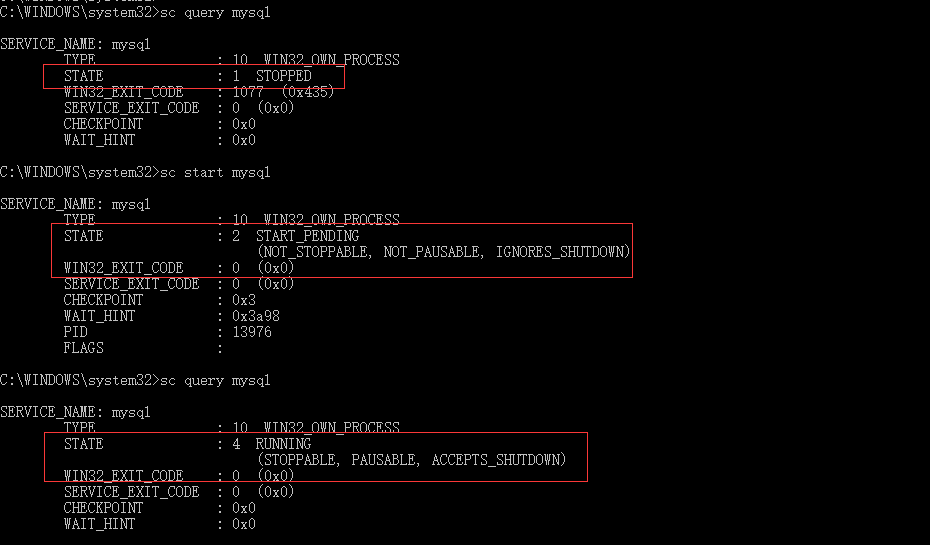 C:\WINDOWS\system32>sc query mysql
SERVICE_NAME: mysql
TYPE : 10 WIN32_OWN_PROCESS
STATE : 1 STOPPED
WIN32_EXIT_CODE : 1077 (0x435)
SERVICE_EXIT_CODE : 0 (0x0)
CHECKPOINT : 0x0
WAIT_HINT : 0x0
C:\WINDOWS\system32>sc start mysql
SERVICE_NAME: mysql
TYPE : 10 WIN32_OWN_PROCESS
STATE : 2 START_PENDING
(NOT_STOPPABLE, NOT_PAUSABLE, IGNORES_SHUTDOWN)
WIN32_EXIT_CODE : 0 (0x0)
SERVICE_EXIT_CODE : 0 (0x0)
CHECKPOINT : 0x3
WAIT_HINT : 0x3a98
PID : 13976
FLAGS :
C:\WINDOWS\system32>sc query mysql
SERVICE_NAME: mysql
TYPE : 10 WIN32_OWN_PROCESS
STATE : 4 RUNNING
(STOPPABLE, PAUSABLE, ACCEPTS_SHUTDOWN)
WIN32_EXIT_CODE : 0 (0x0)
SERVICE_EXIT_CODE : 0 (0x0)
CHECKPOINT : 0x0
WAIT_HINT : 0x0